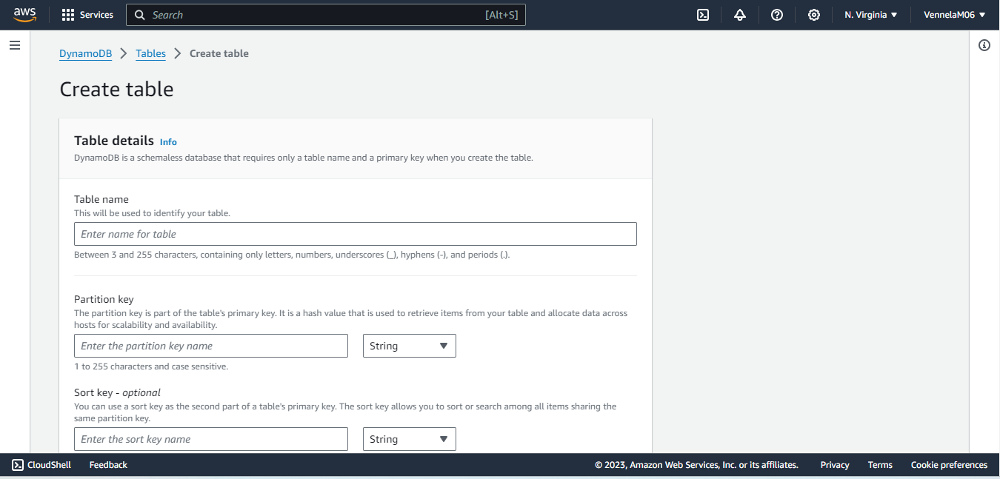 aws
Services
Search
[Alt+S]
N. Virginia
VennelaM06
DynamoDB
Tables
Create table
Create table
Table details Info
DynamoDB is a schemaless database that requires only a table name and a primary key when you create the table.
Table name
This will be used to identify your table.
Enter name for table
Between 3 and 255 characters, containing only letters, numbers, underscores (_), hyphens (-), and periods (.).
Partition key
The partition key is part of the table's primary key. It is a hash value that is used to retrieve items from your table and allocate data across
hosts for scalability and availability.
Enter the partition key name
String
1 to 255 characters and case sensitive.
Sort key - optional
You can use a sort key as the second part of a table's primary key. The sort key allows you to sort or search among all items sharing the
same partition key.
Enter the sort key name
String
CloudShell
Feedback
© 2023, Amazon Web Services, Inc. or its affiliates.
Privacy
Terms
Cookie preferences